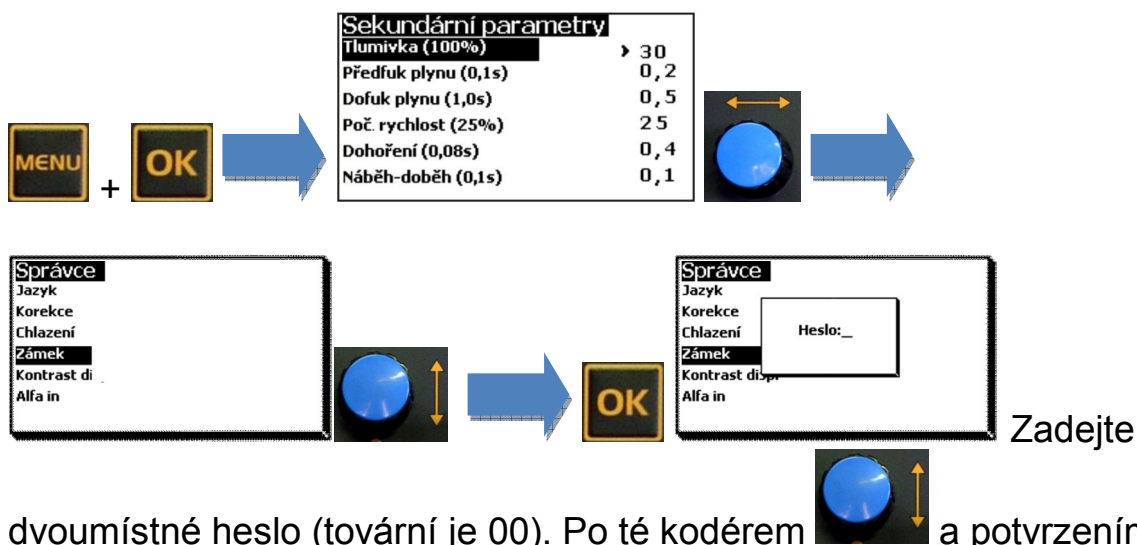 Sekundární parametry
Tlumivka (100%) 30
Předfuk plynu (0,1s) 0,2
Dofuk plynu (1,0s) 0,5
Poč. rychlost (25%) 25
Dohoření (0,08s) 0,4
Náběh-doběh (0,1s) 0,1
MENU + OK
Správce
Jazyk
Korekce
Chlazení
Zámek
Kontrast di
Alfa in
OK
Správce
Jazyk
Korekce
Chlazení
Zámek
Kontrast displ
Alfa in
Heslo:_
Zadejte
dvoumístné heslo (tovární je 00). Po té kodérem a potvrzením